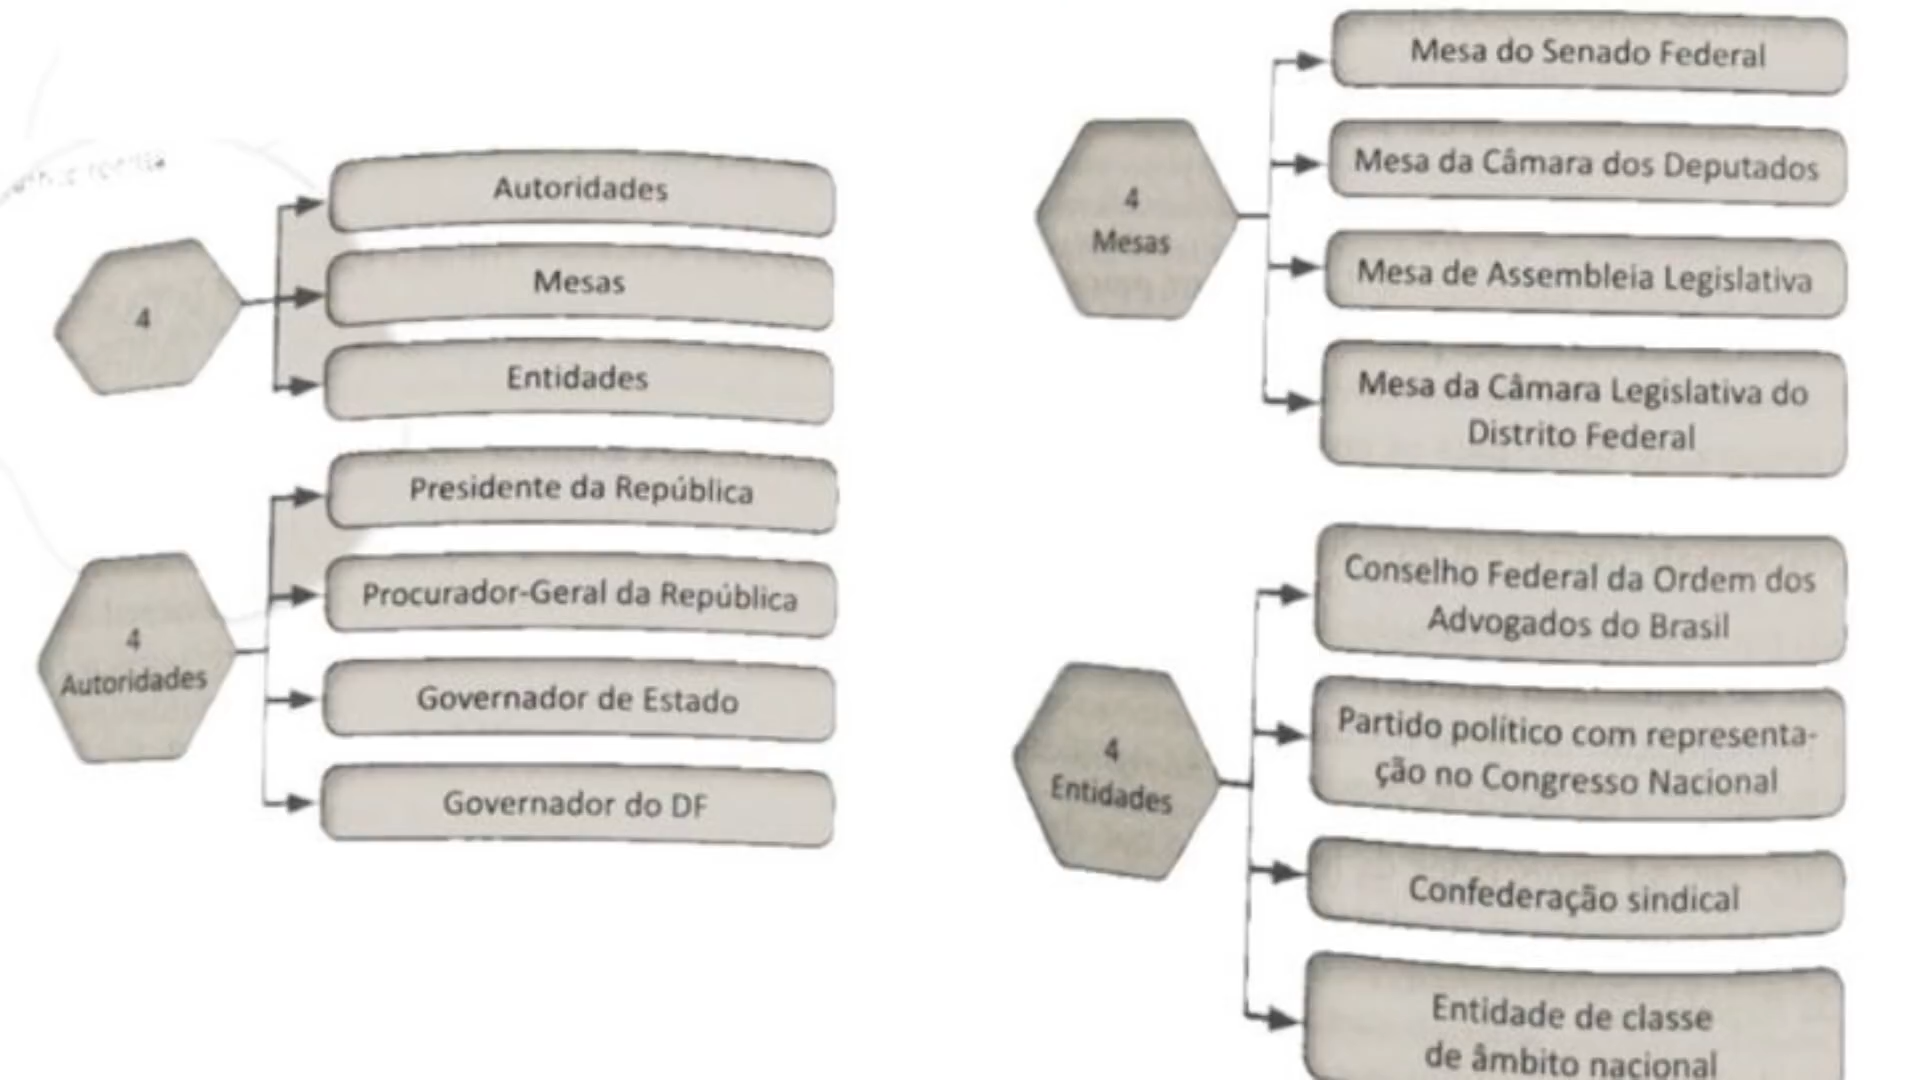 4
Autoridades
Mesas
Entidades
4
Autoridades
Presidente da República
Procurador-Geral da República
Governador de Estado
Governador do DF
4
Mesas
Mesa do Senado Federal
Mesa da Câmara dos Deputados
Mesa de Assembleia Legislativa
Mesa da Câmara Legislativa do
Distrito Federal
4
Entidades
Conselho Federal da Ordem dos
Advogados do Brasil
Partido político com representa-
ção no Congresso Nacional
Confederação sindical
Entidade de classe
de âmbito nacional